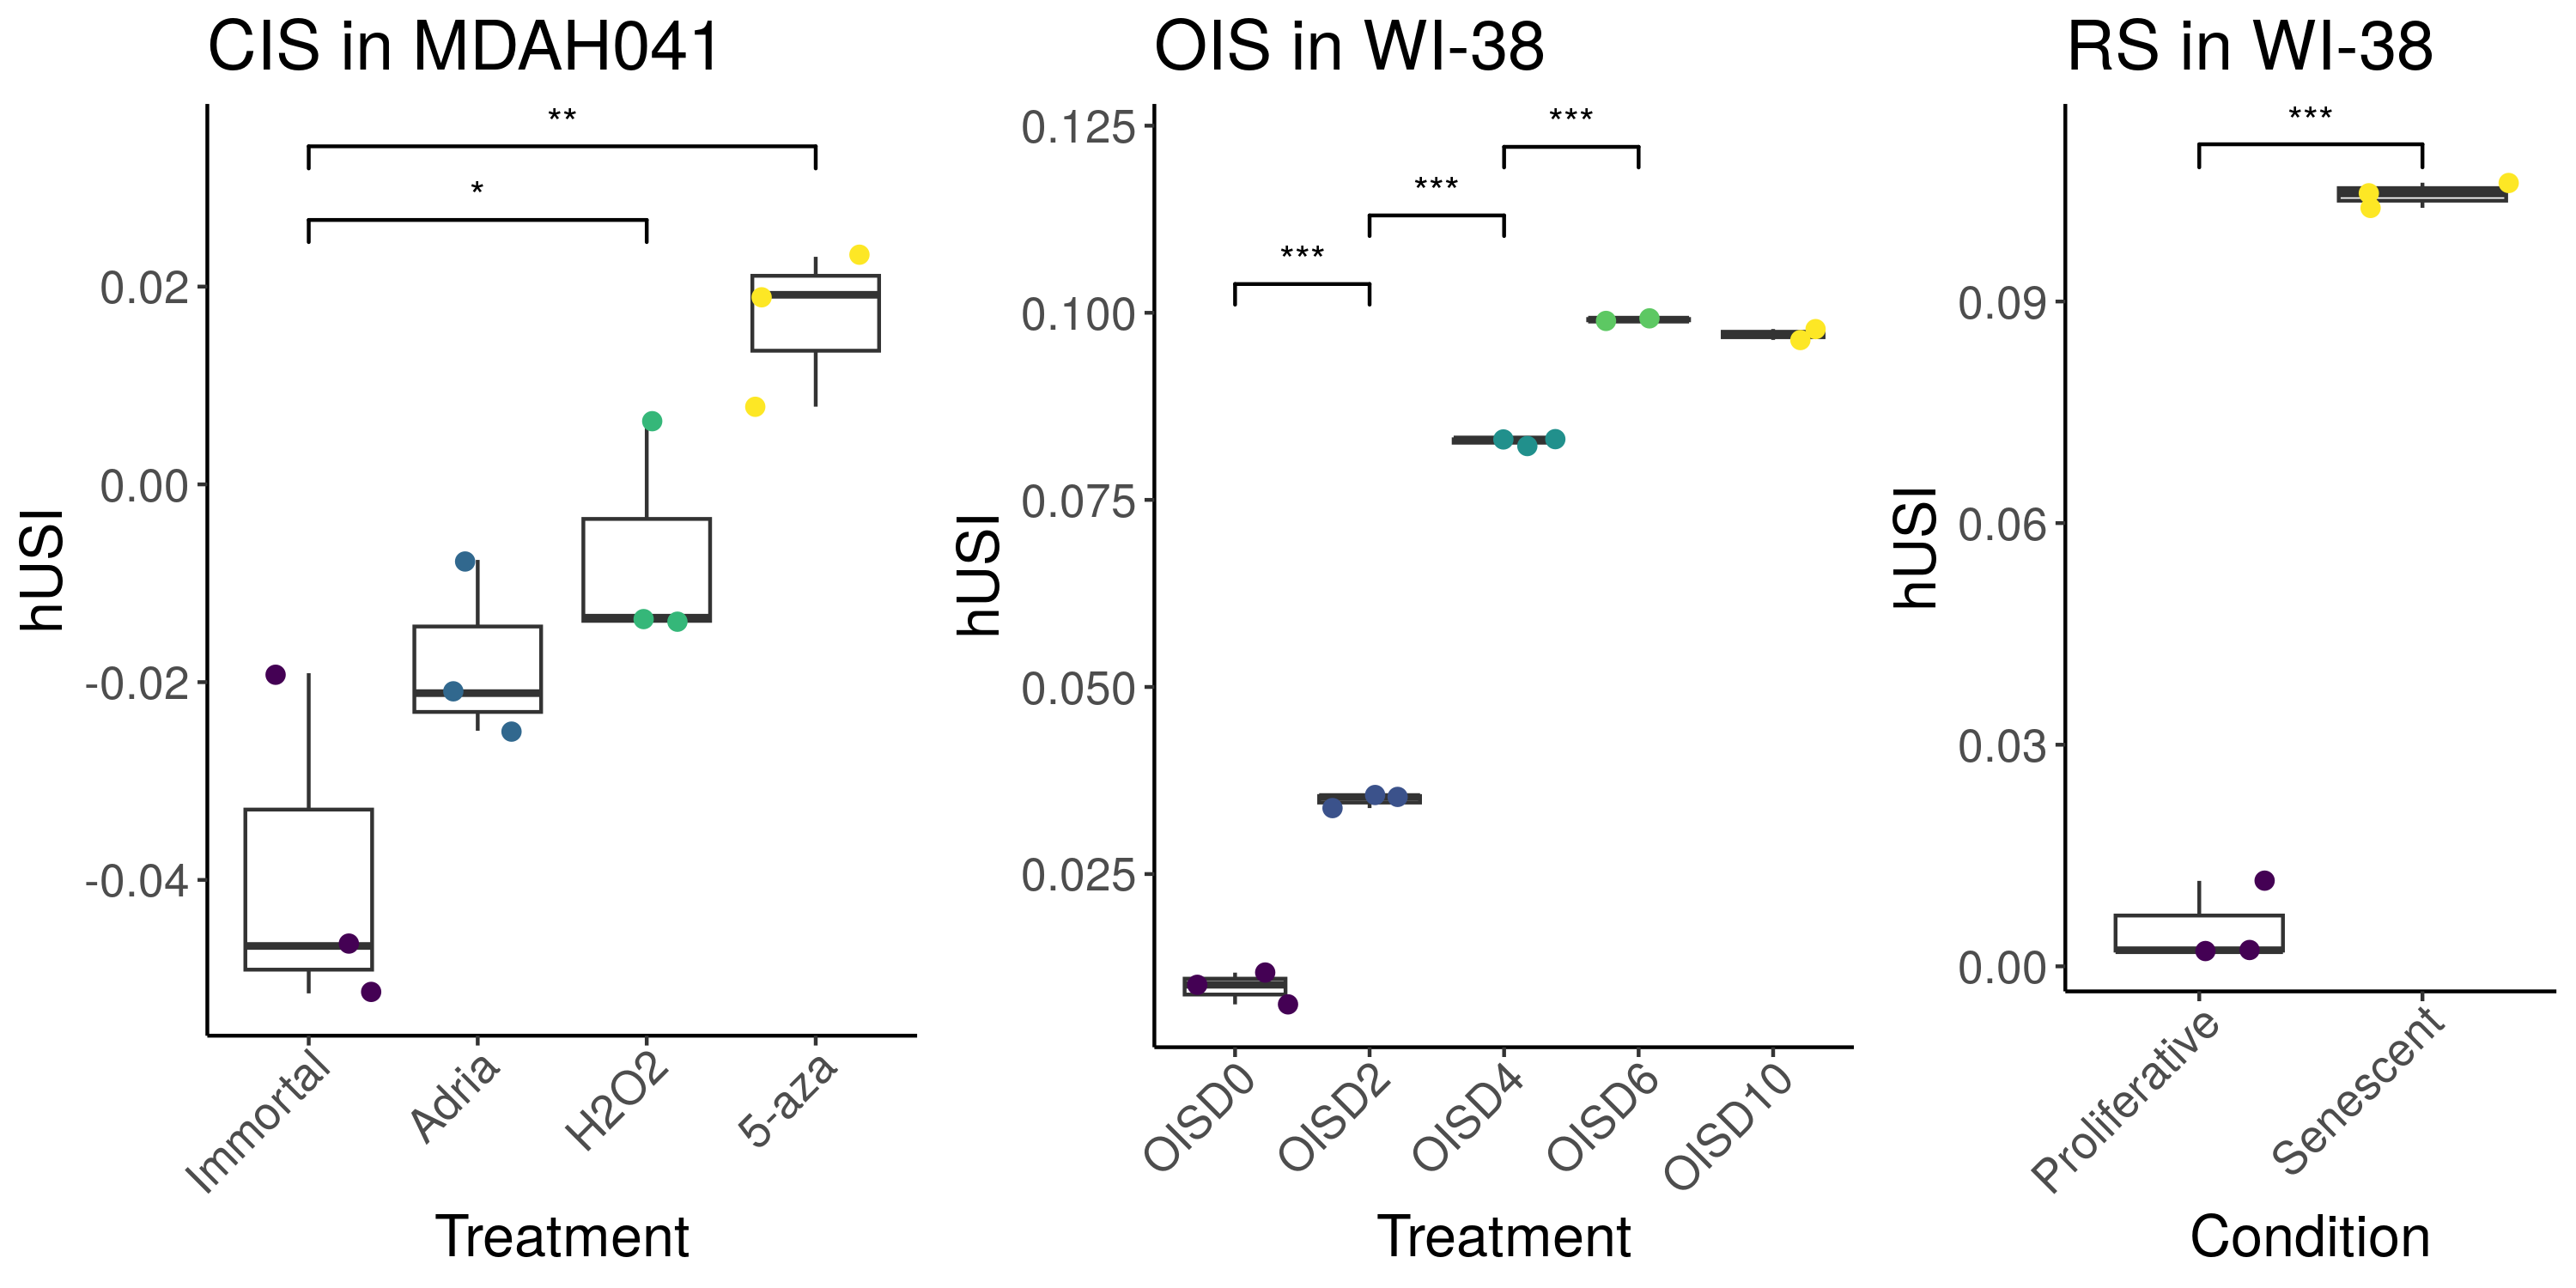 CIS in MDAH041
**
*
0.02
0.00
-0.02
-0.04
hUSI
Immortal
Adria
H2O2
5-aza
Treatment
OIS in WI-38
***
***
***
0.125
0.100
0.075
0.050
0.025
hUSI
OISD0
OISD2
OISD4
OISD6
OISD10
Treatment
RS in WI-38
***
0.09
0.06
0.03
0.00
hUSI
Proliferative
Senescent
Condition